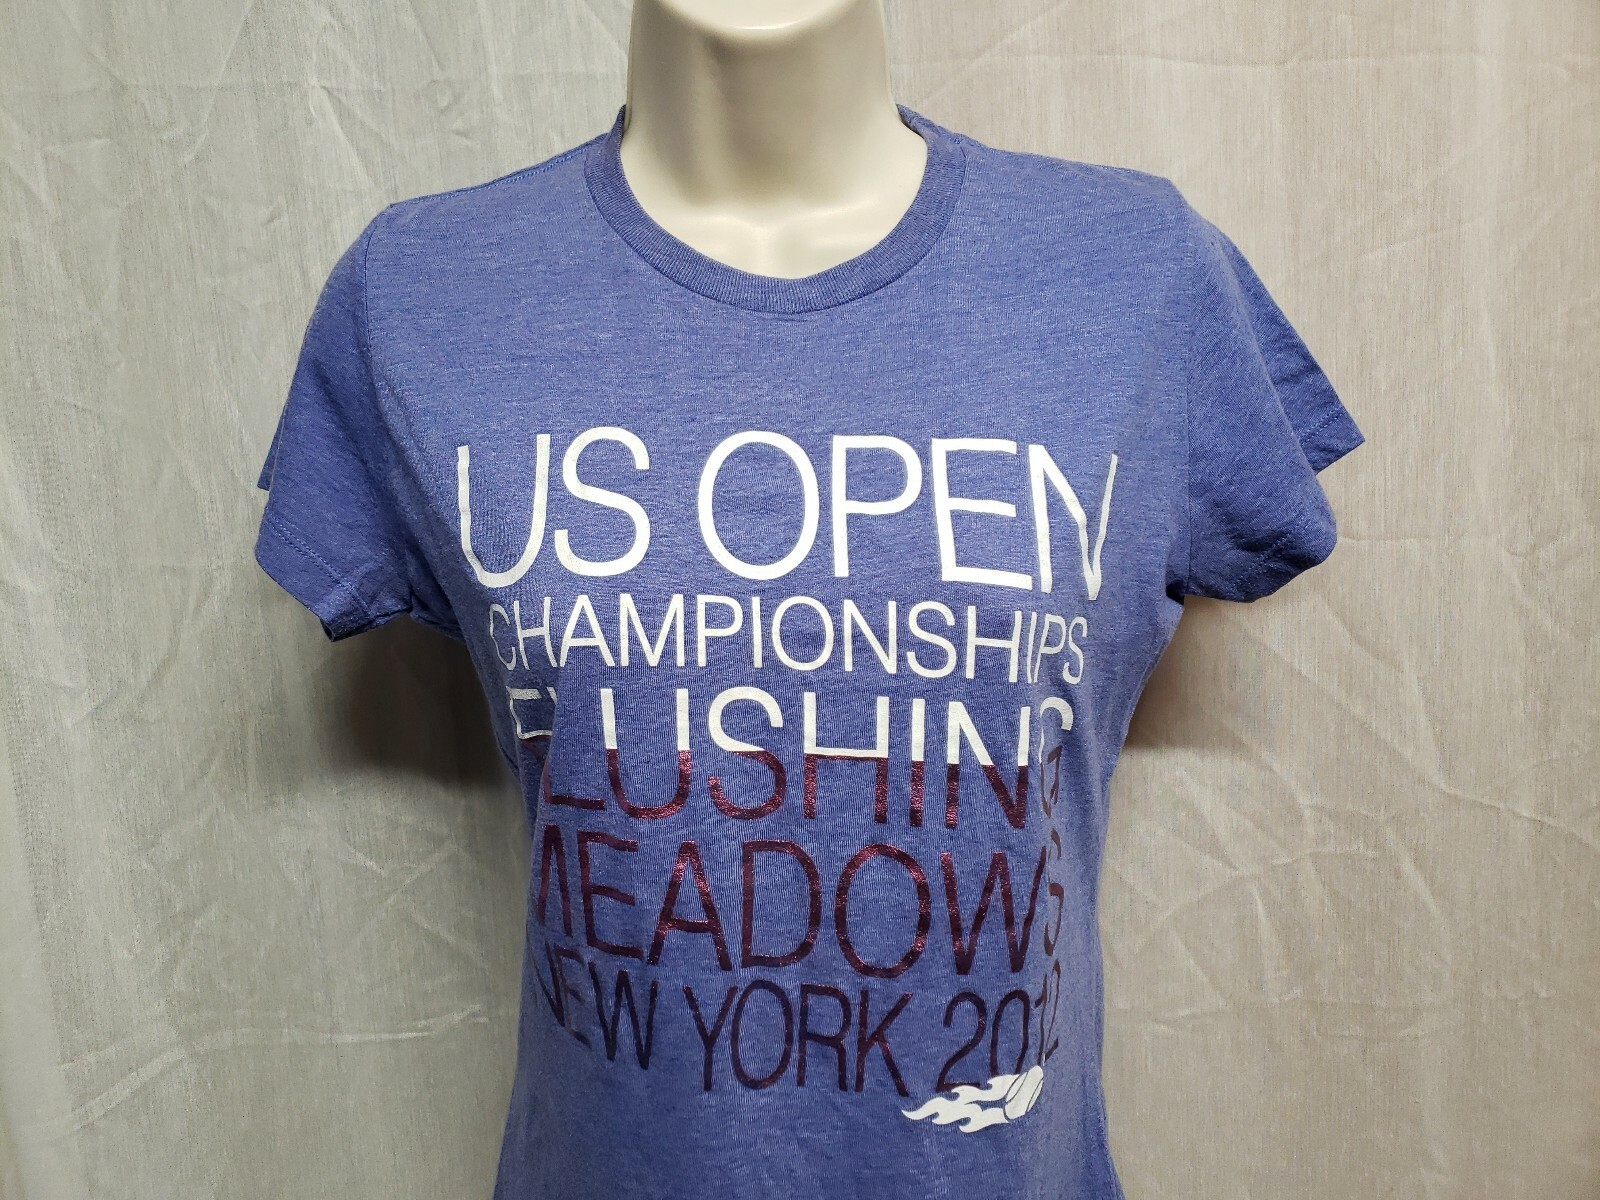 US OPEN
CHAMPIONSHIPS
FLUSHING
MEADOWS
NEW YORK 2012